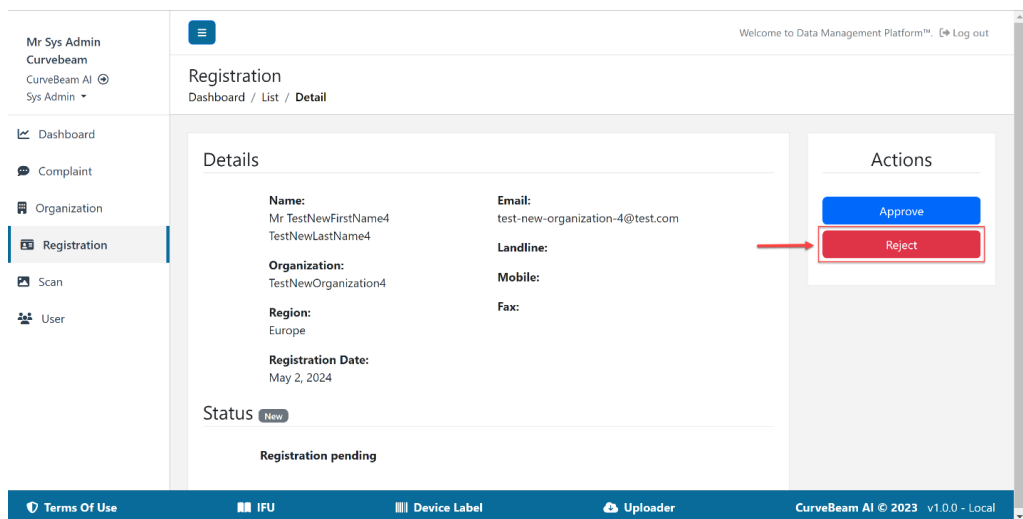 Mr Sys Admin
Curvebeam
CurveBeam AI
Sys Admin
Dashboard
Complaint
Organization
Registration
Scan
User
Welcome to Data Management Platform™. Log out
Registration
Dashboard / List / Detail
Details
Name:
Mr TestNewFirstName4
TestNewLastName4
Organization:
TestNewOrganization4
Region:
Europe
Registration Date:
May 2, 2024
Email:
test-new-organization-4@test.com
Landline:
Mobile:
Fax:
Status New
Registration pending
Actions
Approve
Reject
Terms Of Use IFU Device Label Uploader CurveBeam AI © 2023 v1.0.0 - Local